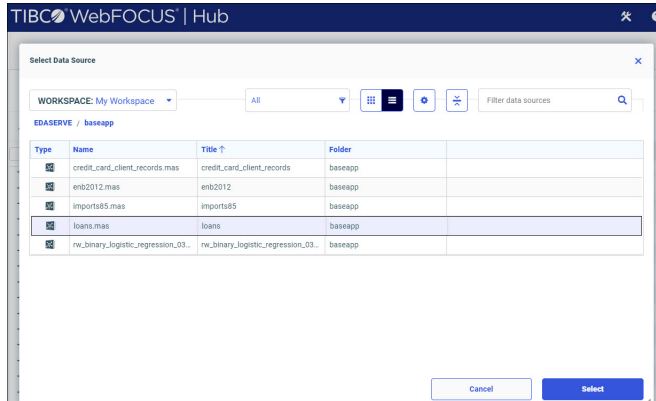 TIBCO WebFOCUS® | Hub
Select Data Source
WORKSPACE: My Workspace
All
Filter data sources
EDASERVE / baseapp
Type Name Title ↑ Folder
credit_card_client_records.mas credit_card_client_records baseapp
enb2012.mas enb2012 baseapp
imports85.mas imports85 baseapp
loans.mas loans baseapp
rw_binary_logistic_regression_03... rw_binary_logistic_regression_03... baseapp
Cancel Select